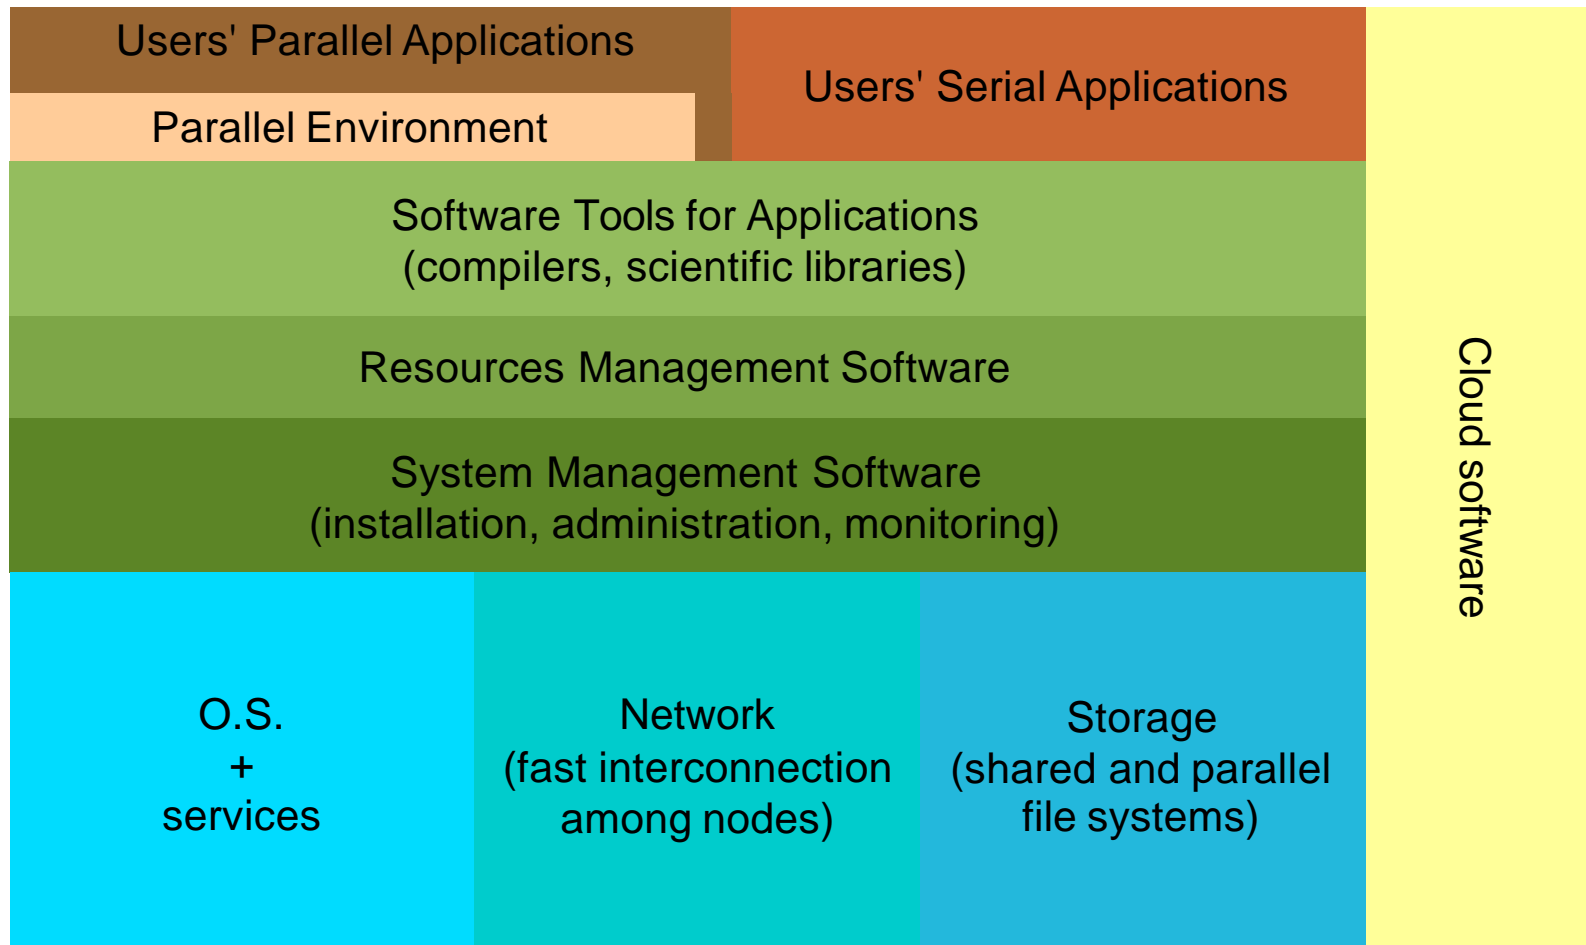 Users' Parallel Applications
Users' Serial Applications
Parallel Environment
Software Tools for Applications
(compilers, scientific libraries)
Resources Management Software
System Management Software
(installation, administration, monitoring)
O.S.
+
services
Network
(fast interconnection
among nodes)
Storage
(shared and parallel
file systems)
Cloud software